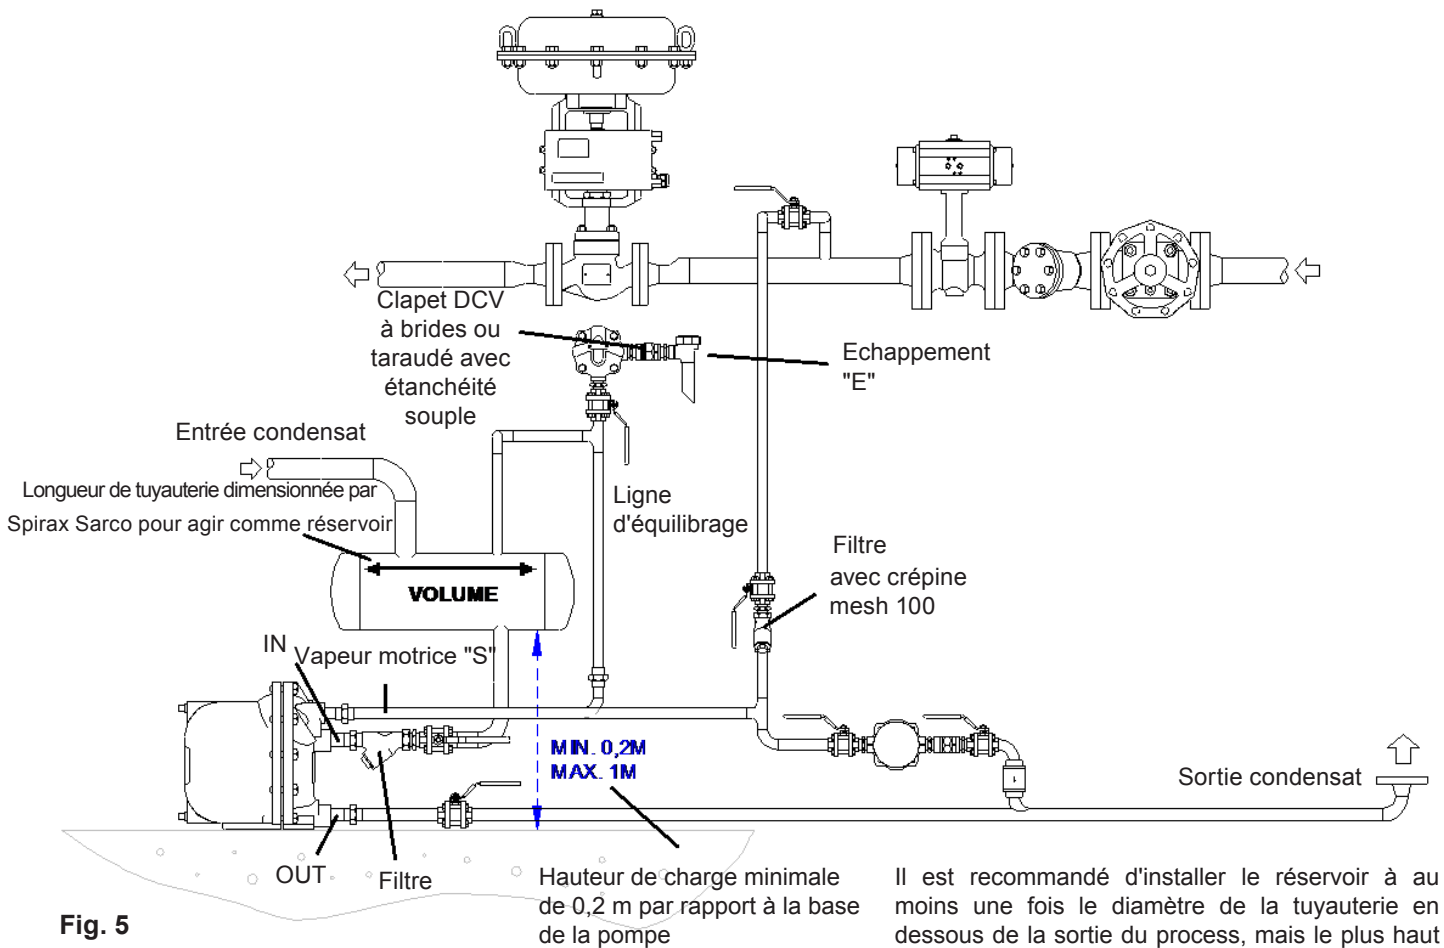 Clapet DCV
à brides ou
taraudé avec
étanchéité
souple
Echappement
"E"
Entrée condensat
Longueur de tuyauterie dimensionnée par
Spirax Sarco pour agir comme réservoir
Ligne
d'équilibrage
VOLUME
Filtre
avec crépine
mesh 100
IN
Vapeur motrice "S"
MIN. 0,2M
MAX. 1M
Sortie condensat
OUT
Filtre
Hauteur de charge minimale
de 0,2 m par rapport à la base
de la pompe
Il est recommandé d'installer le réservoir à au
moins une fois le diamètre de la tuyauterie en
dessous de la sortie du process, mais le plus haut
Fig. 5